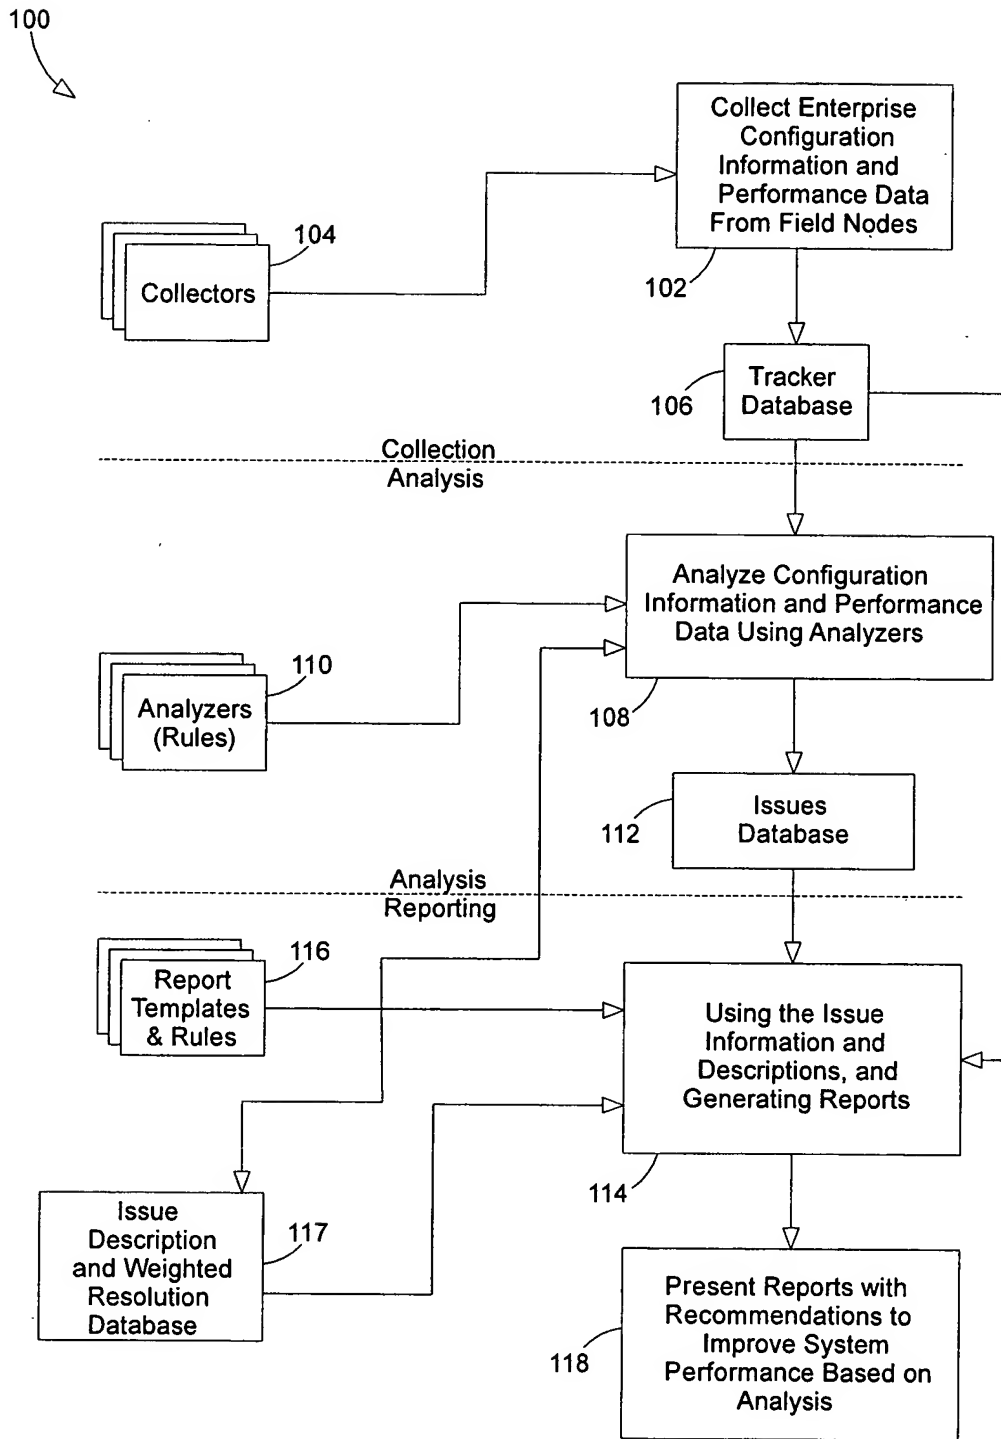 100
Collect Enterprise
Configuration
Information and
Performance Data
From Field Nodes
102
104
Collectors
Tracker
Database
106
Collection
Analysis
Analyze Configuration
Information and Performance
Data Using Analyzers
108
110
Analyzers
(Rules)
Issues
Database
112
Analysis
Reporting
116
Report
Templates
& Rules
Using the Issue
Information and
Descriptions, and
Generating Reports
114
Issue
Description
and Weighted
Resolution
Database
117
Present Reports with
Recommendations to
Improve System
Performance Based on
Analysis
118